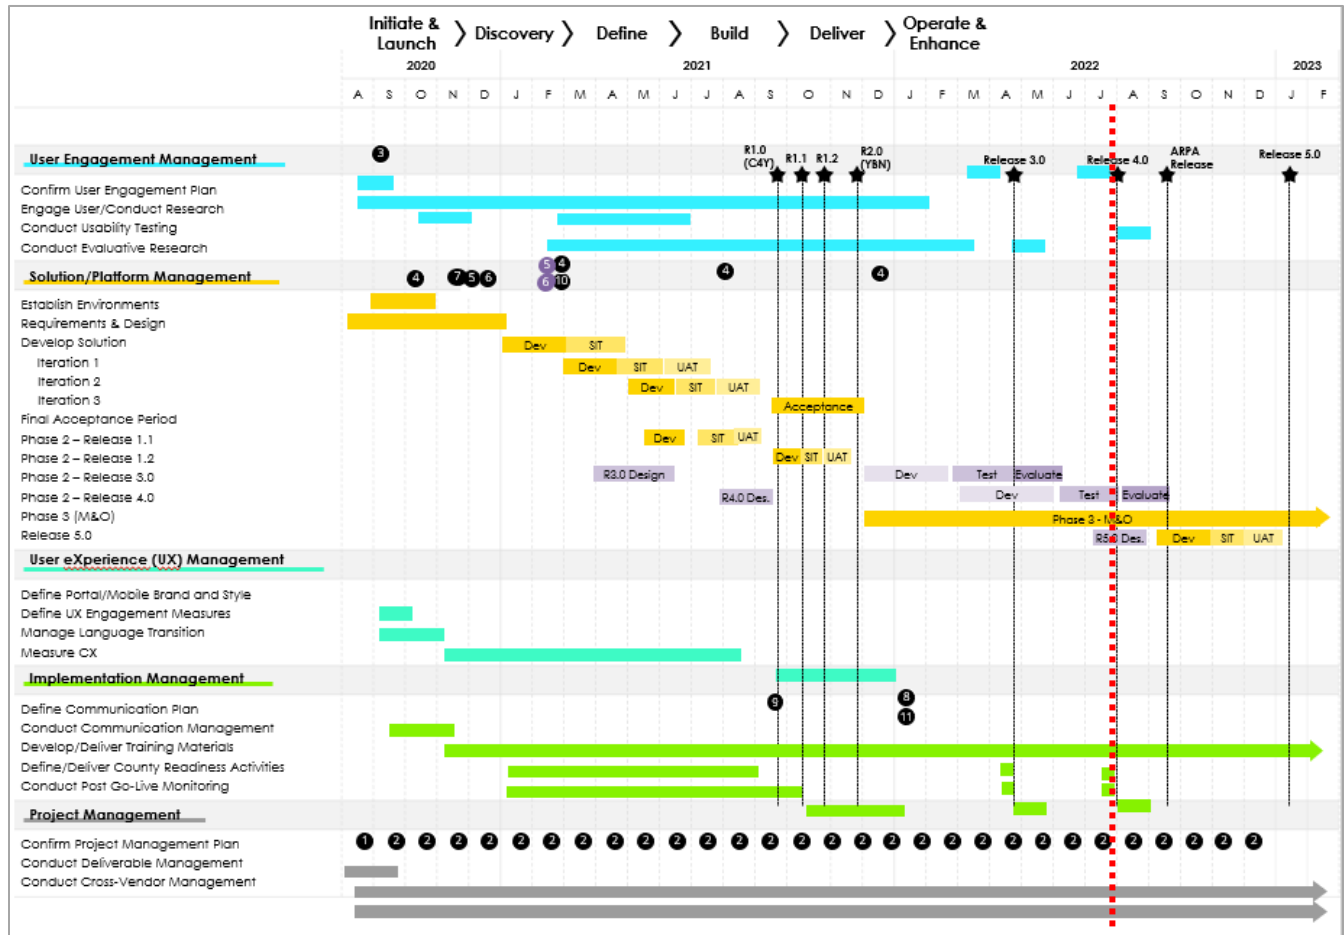 Initiate & Launch > Discovery > Define > Build > Deliver > Operate & Enhance
2020 2021 2022 2023
A S O N D J F M A M J J A S O N D J F M A M J J A S O N D J F
R1.0 (C4Y) R1.1 R1.2 R2.0 (YBN) Release 3.0 Release 4.0 ARPA Release Release 5.0
User Engagement Management 3
Confirm User Engagement Plan
Engage User/Conduct Research
Conduct Usability Testing
Conduct Evaluative Research
Solution/Platform Management 4 7 5 6 5 4 6 10 4 4
Establish Environments
Requirements & Design
Develop Solution Dev SIT
Iteration 1 Dev SIT UAT
Iteration 2 Dev SIT UAT
Iteration 3 Acceptance
Final Acceptance Period
Phase 2 – Release 1.1 Dev SIT UAT
Phase 2 – Release 1.2 Dev SIT UAT
Phase 2 – Release 3.0 R3.0 Design Dev Test Evaluate
Phase 2 – Release 4.0 R4.0 Des. Dev Test Evaluate
Phase 3 (M&O) Phase 3 - M&O
Release 5.0 R5.0 Des. Dev SIT UAT
User eXperience (UX) Management
Define Portal/Mobile Brand and Style
Define UX Engagement Measures
Manage Language Transition
Measure CX
Implementation Management
Define Communication Plan 9 8 11
Conduct Communication Management
Develop/Deliver Training Materials
Define/Deliver County Readiness Activities
Conduct Post Go-Live Monitoring
Project Management
Confirm Project Management Plan 1 2 2 2 2 2 2 2 2 2 2 2 2 2 2 2 2 2 2 2 2 2 2 2 2 2 2 2 2 2
Conduct Deliverable Management
Conduct Cross-Vendor Management